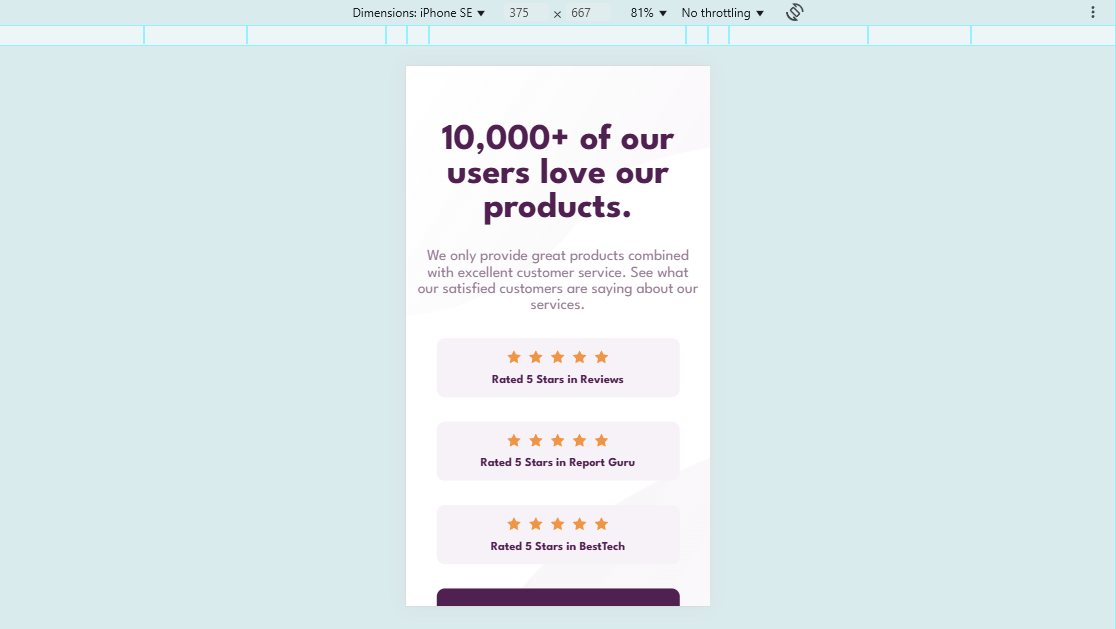 Dimensions: iPhone SE 375 × 667 81% No throttling
10,000+ of our
users love our
products.
We only provide great products combined
with excellent customer service. See what
our satisfied customers are saying about our
services.
Rated 5 Stars in Reviews
Rated 5 Stars in Report Guru
Rated 5 Stars in BestTech